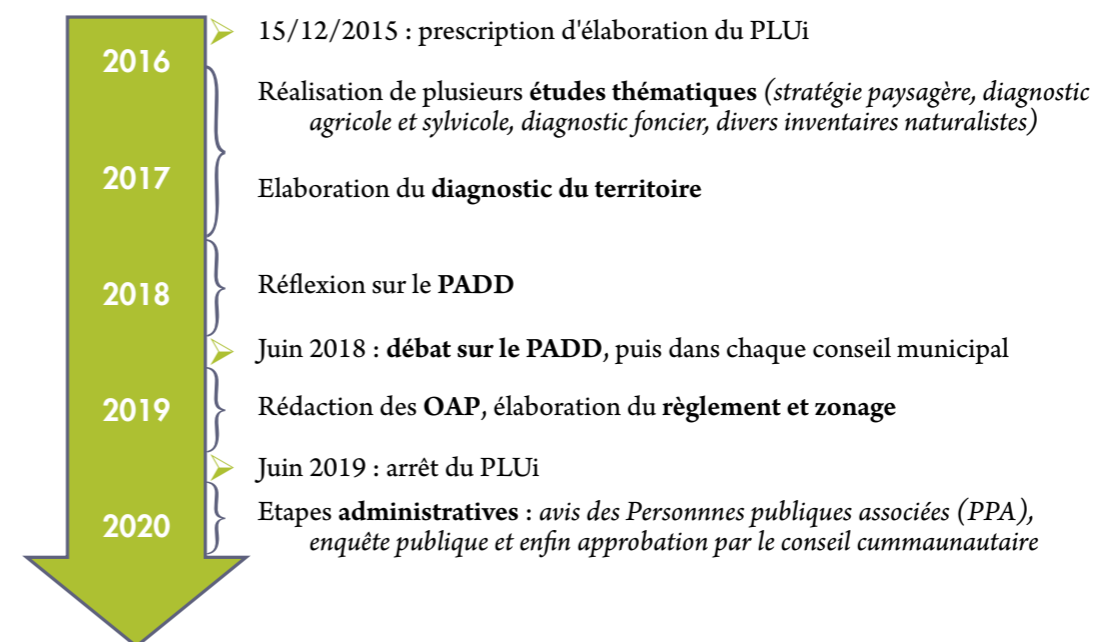 15/12/2015 : prescription d'élaboration du PLUi
2016
Réalisation de plusieurs études thématiques (stratégie paysagère, diagnostic
agricole et sylvicole, diagnostic foncier, divers inventaires naturalistes)
2017
Elaboration du diagnostic du territoire
2018
Réflexion sur le PADD
Juin 2018 : débat sur le PADD, puis dans chaque conseil municipal
2019
Rédaction des OAP, élaboration du règlement et zonage
Juin 2019 : arrêt du PLUi
2020
Etapes administratives : avis des Personnnes publiques associées (PPA),
enquête publique et enfin approbation par le conseil cummaunautaire